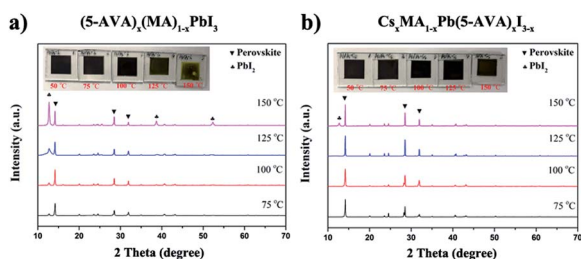 a)
(5-AVA)x(MA)1-xPbI3
Perovskite
PbI2
50 °C 75 °C 100 °C 125 °C 150 °C
150 °C
125 °C
100 °C
75 °C
Intensity (a.u.)
10 20 30 40 50 60 70
2 Theta (degree)
b)
CsxMA1-xPb(5-AVA)xI3-x
Perovskite
PbI2
50 °C 75 °C 100 °C 125 °C 150 °C
150 °C
125 °C
100 °C
75 °C
Intensity (a.u.)
10 20 30 40 50 60 70
2 Theta (degree)